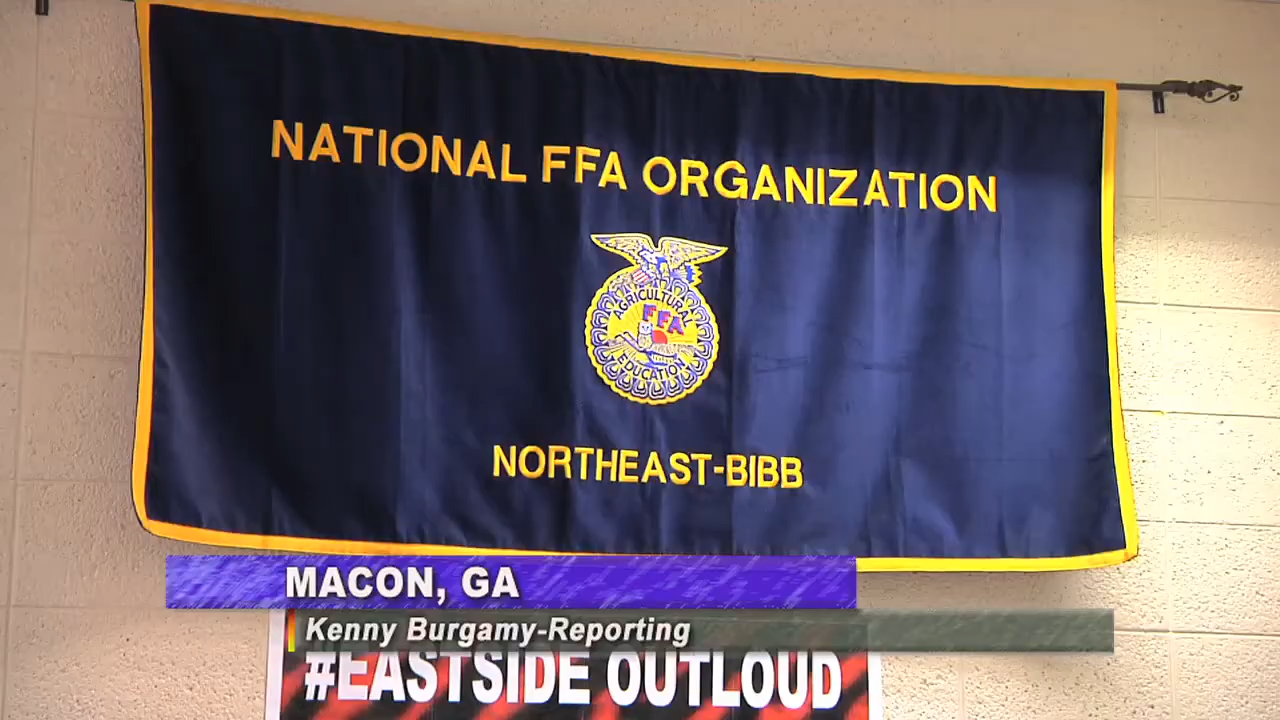 NATIONAL FFA ORGANIZATION
AGRICULTURAL
FFA
EDUCATION
NORTHEAST-BIBB
MACON, GA
Kenny Burgamy-Reporting
#EASTSIDE OUTLOUD